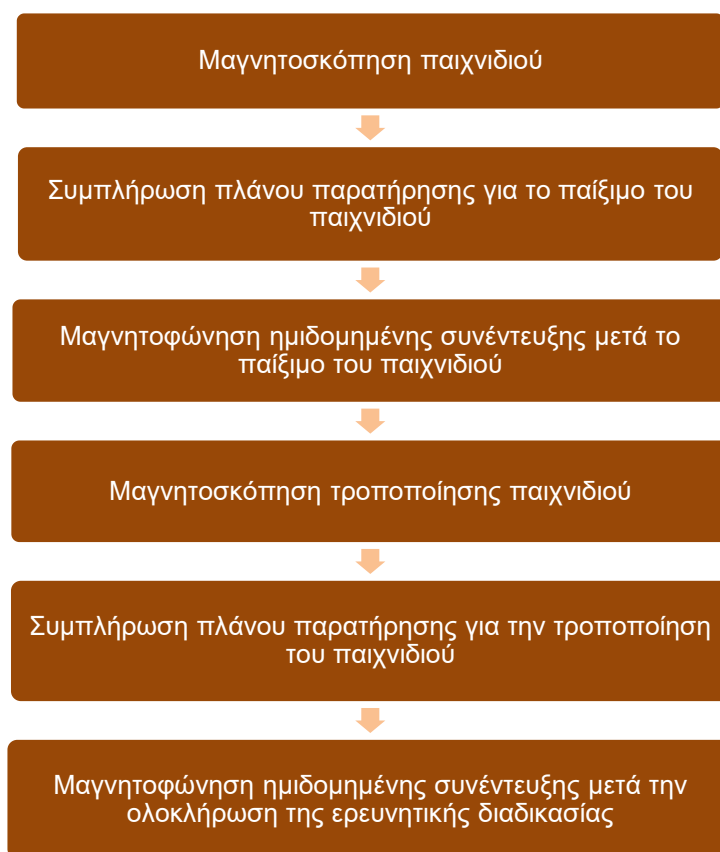 Μαγνητοσκόπηση παιχνιδιού
Συμπλήρωση πλάνου παρατήρησης για το παίξιμο του
παιχνιδιού
Μαγνητοφώνηση ημιδομημένης συνέντευξης μετά το
παίξιμο του παιχνιδιού
Μαγνητοσκόπηση τροποποίησης παιχνιδιού
Συμπλήρωση πλάνου παρατήρησης για την τροποποίηση
του παιχνιδιού
Μαγνητοφώνηση ημιδομημένης συνέντευξης μετά την
ολοκλήρωση της ερευνητικής διαδικασίας